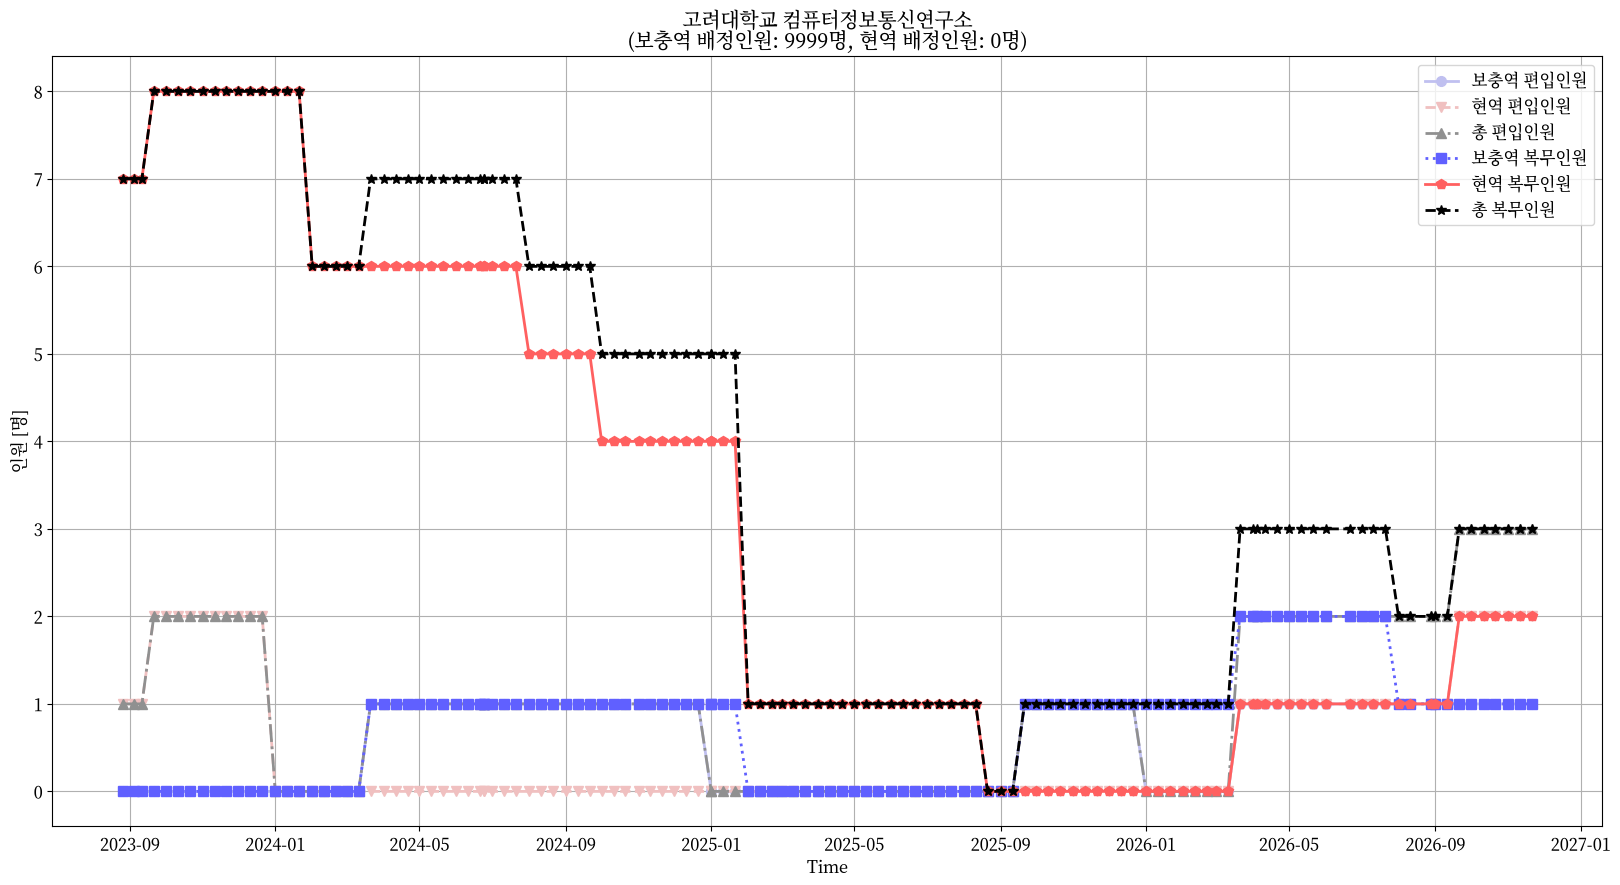 고려대학교 컴퓨터정보통신연구소
(보충역 배정인원: 9999명, 현역 배정인원: 0명)
보충역 편입인원
현역 편입인원
총 편입인원
보충역 복무인원
현역 복무인원
총 복무인원
인원 [명]
8
7
6
5
4
3
2
1
0
2023-09
2024-01
2024-05
2024-09
2025-01
2025-05
2025-09
2026-01
2026-05
2026-09
2027-01
Time